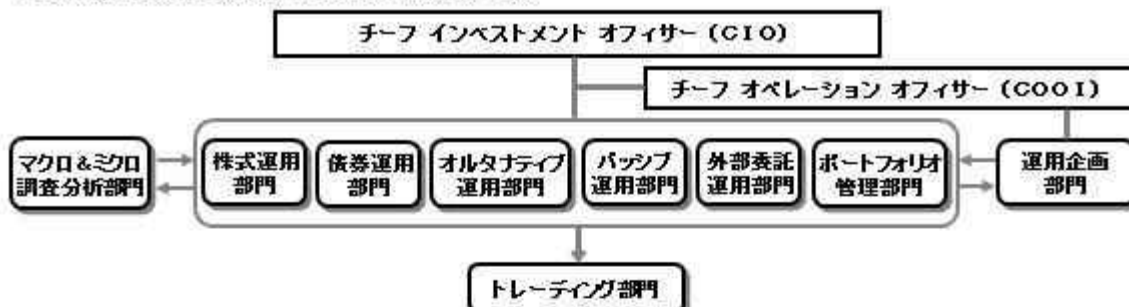 チーフ インベストメント オフィサー (CIO)
チーフ オペレーション オフィサー (COOI)
マクロ&ミクロ
調査分析部門
株式運用
部門
債券運用
部門
オルタナティブ
運用部門
パッシブ
運用部門
外部委託
運用部門
ポートフォリオ
管理部門
運用企画
部門
トレーディング部門